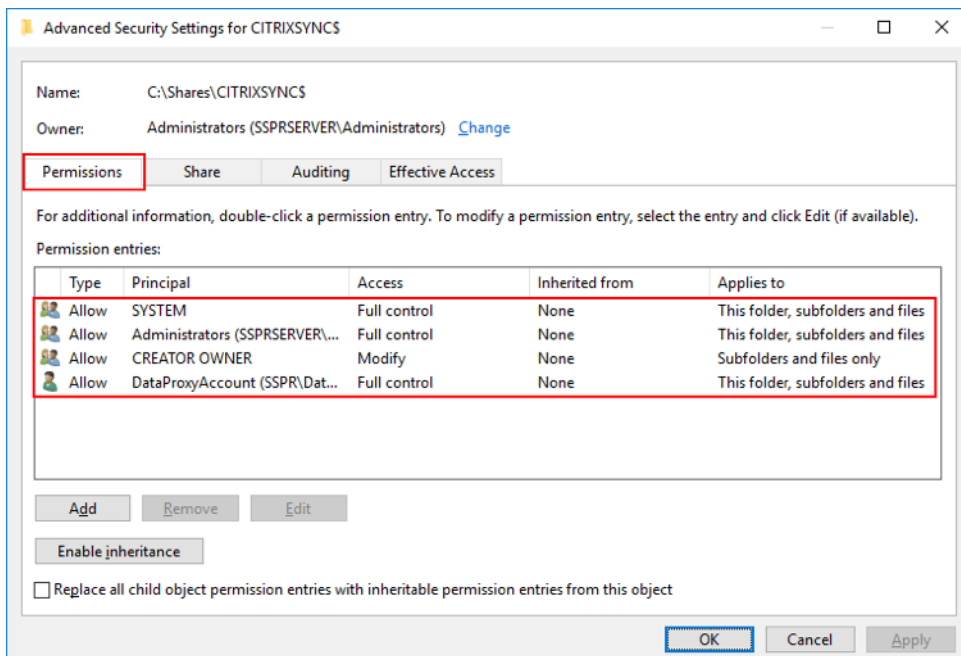 Advanced Security Settings for CITRIXSYNC$
Name: C:\Shares\CITRIXSYNC$
Owner: Administrators (SSPRSERVER\Administrators) Change
Permissions Share Auditing Effective Access
For additional information, double-click a permission entry. To modify a permission entry, select the entry and click Edit (if available).
Permission entries:
Type Principal Access Inherited from Applies to
Allow SYSTEM Full control None This folder, subfolders and files
Allow Administrators (SSPRSERVER\... Full control None This folder, subfolders and files
Allow CREATOR OWNER Modify None Subfolders and files only
Allow DataProxyAccount (SSPR\Dat... Full control None This folder, subfolders and files
Add Remove Edit
Enable inheritance
Replace all child object permission entries with inheritable permission entries from this object
OK Cancel Apply